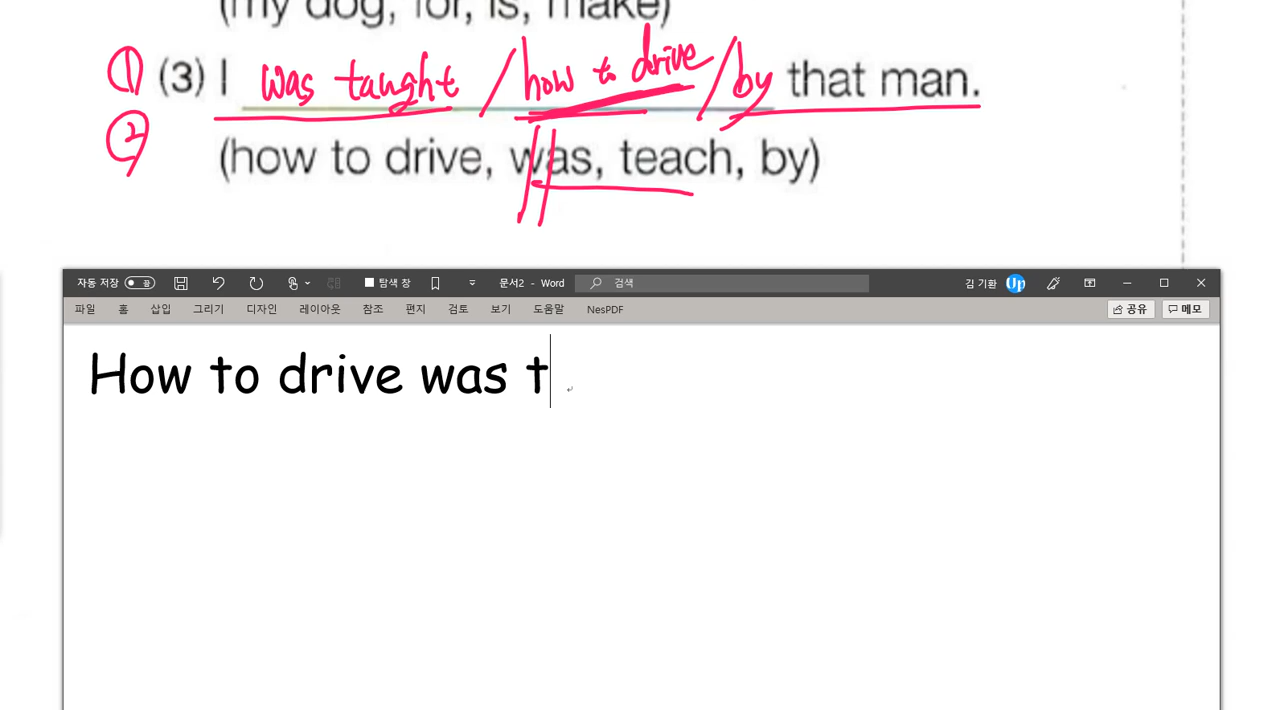 (my dog, for, is, make)
① (3) I was taught / how to drive / by that man.
②
(how to drive, was, teach, by)
자동 저장 끔 탐색 창 문서2 - Word 검색 김 기환 Up
파일 홈 삽입 그리기 디자인 레이아웃 참조 편지 검토 보기 도움말 NesPDF 공유 메모
How to drive was t